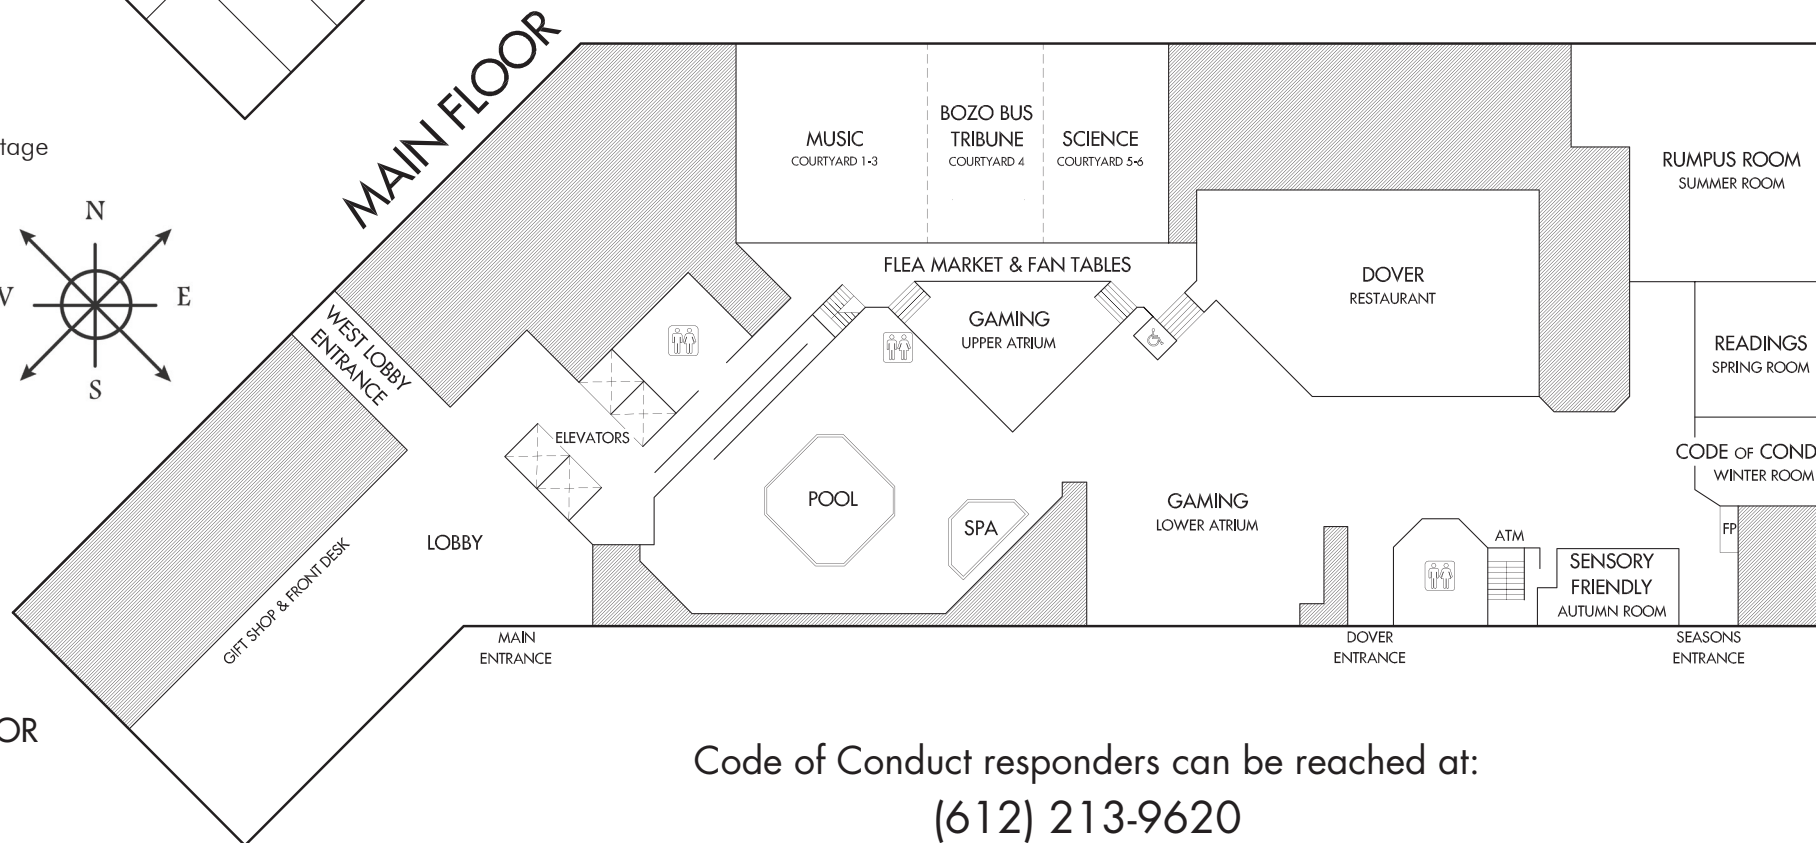 MAIN FLOOR
tage
N
E
S
MUSIC
COURTYARD 1-3
BOZO BUS
TRIBUNE
COURTYARD 4
SCIENCE
COURTYARD 5-6
RUMPUS ROOM
SUMMER ROOM
FLEA MARKET & FAN TABLES
DOVER
RESTAURANT
GAMING
UPPER ATRIUM
WEST LOBBY
ENTRANCE
READINGS
SPRING ROOM
ELEVATORS
CODE OF COND
WINTER ROOM
POOL
SPA
GAMING
LOWER ATRIUM
LOBBY
FP
ATM
SENSORY
FRIENDLY
AUTUMN ROOM
GIFT SHOP & FRONT DESK
MAIN
ENTRANCE
DOVER
ENTRANCE
SEASONS
ENTRANCE
OR
Code of Conduct responders can be reached at:
(612) 213-9620